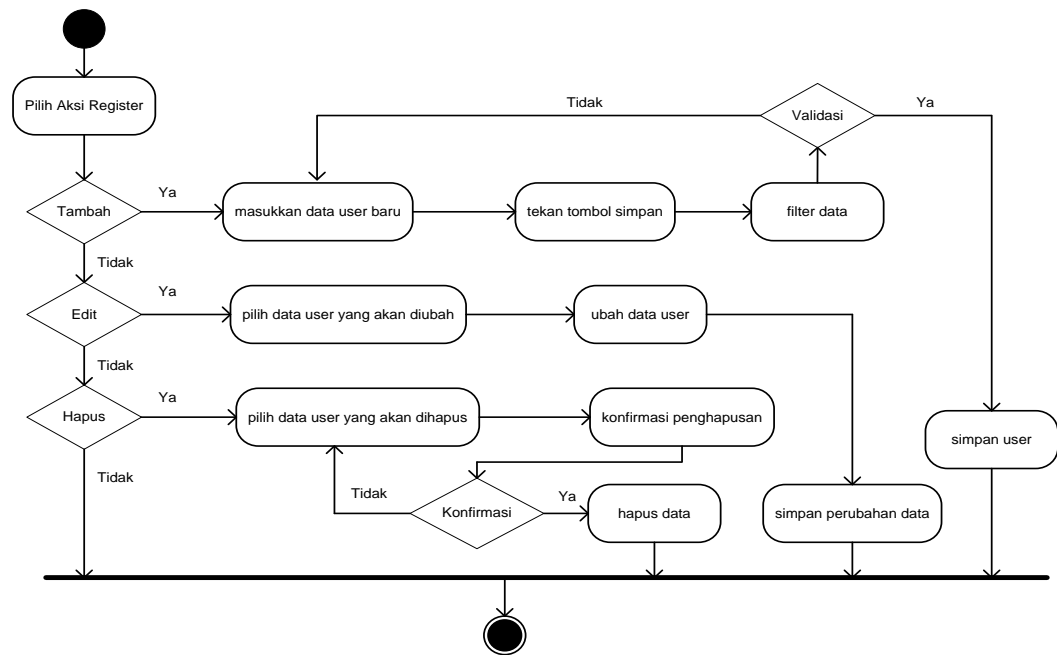 Pilih Aksi Register
Tidak
Validasi
Ya
Tambah
Ya
masukkan data user baru
tekan tombol simpan
filter data
Tidak
Edit
Ya
pilih data user yang akan diubah
ubah data user
Tidak
Hapus
Ya
pilih data user yang akan dihapus
konfirmasi penghapusan
simpan user
Tidak
Tidak
Konfirmasi
Ya
hapus data
simpan perubahan data